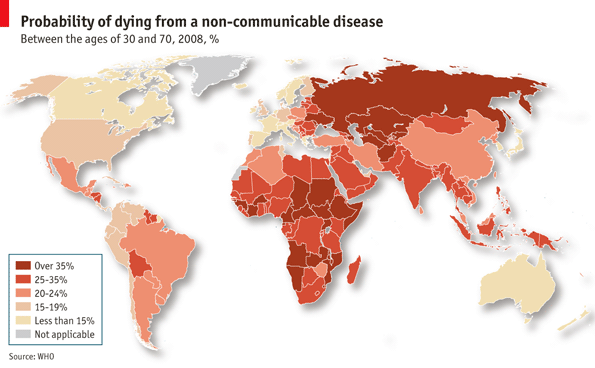 Probability of dying from a non-communicable disease
Between the ages of 30 and 70, 2008, %
Over 35%
25-35%
20-24%
15-19%
Less than 15%
Not applicable
Source: WHO